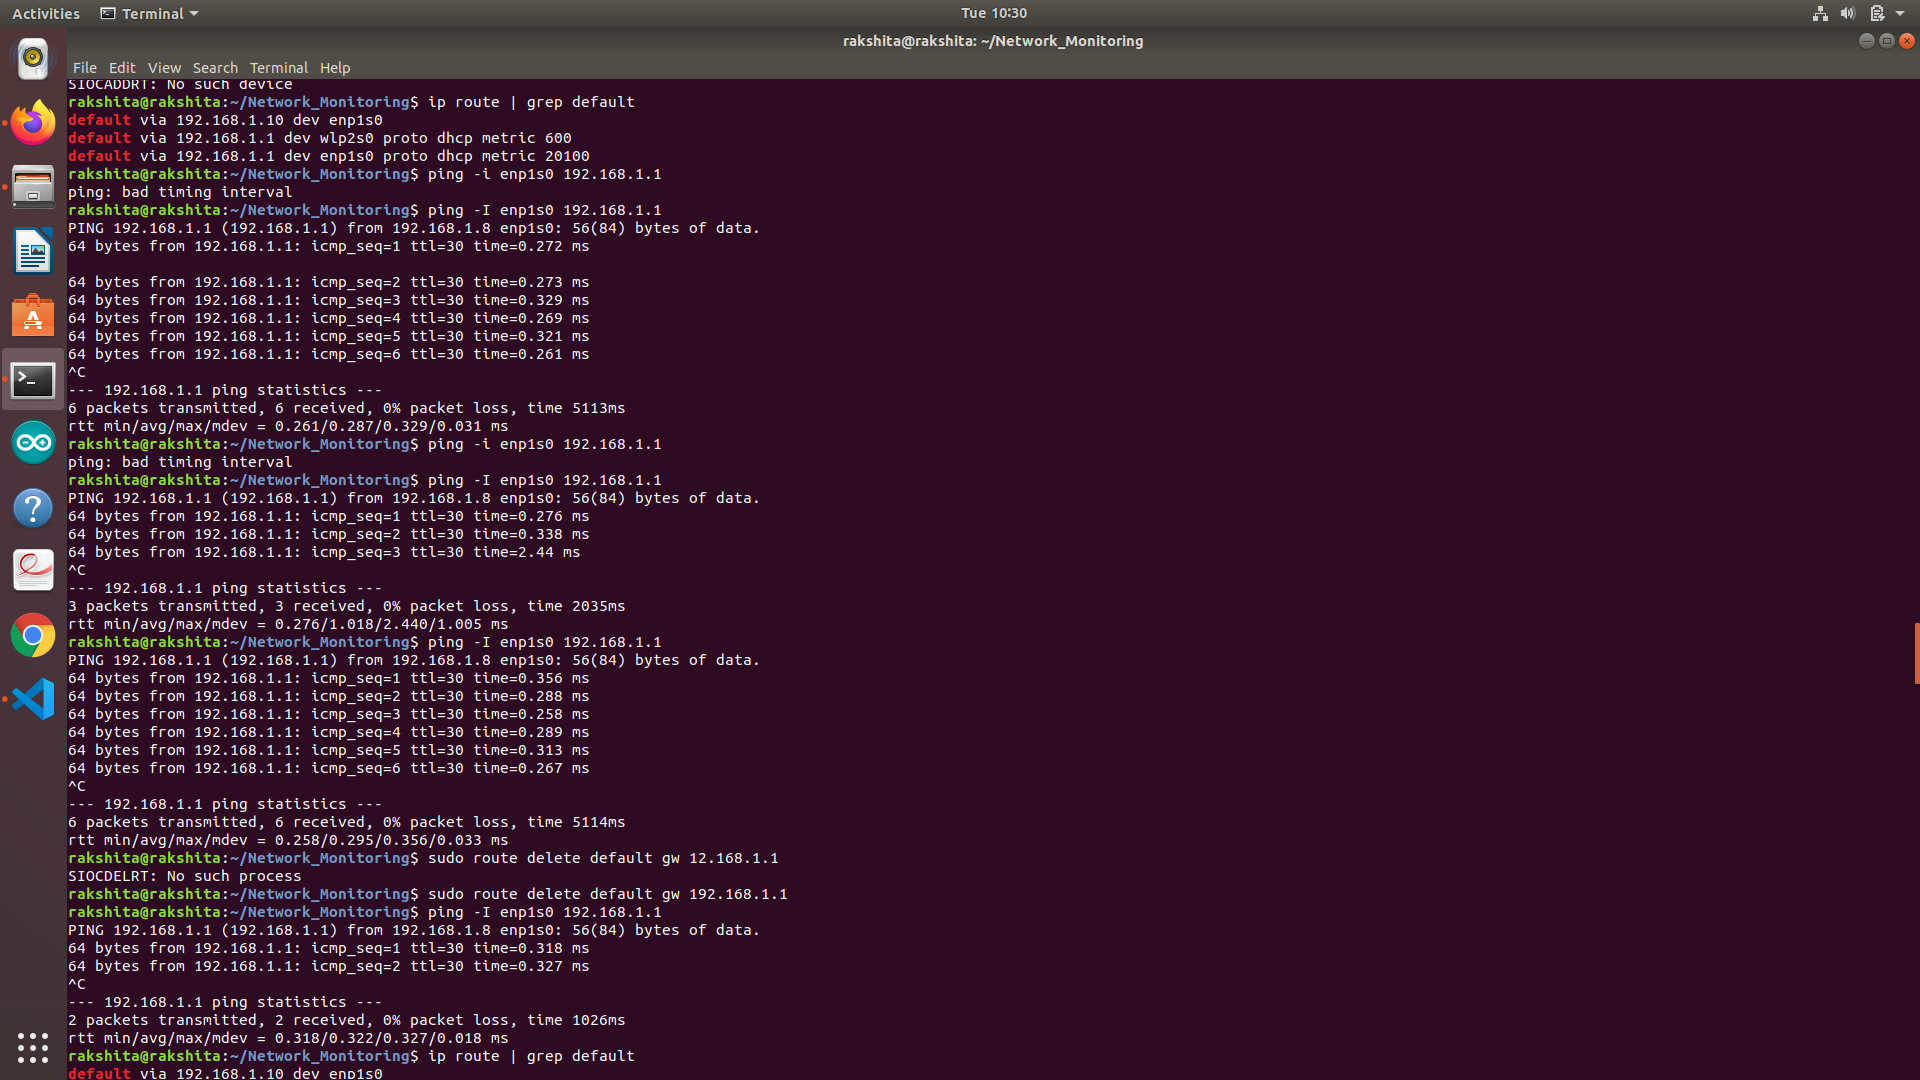 Activities Terminal Tue 10:30
rakshita@rakshita: ~/Network_Monitoring
File Edit View Search Terminal Help
SIOCADDRT: No such device
rakshita@rakshita:~/Network_Monitoring$ ip route | grep default
default via 192.168.1.10 dev enp1s0
default via 192.168.1.1 dev wlp2s0 proto dhcp metric 600
default via 192.168.1.1 dev enp1s0 proto dhcp metric 20100
rakshita@rakshita:~/Network_Monitoring$ ping -i enp1s0 192.168.1.1
ping: bad timing interval
rakshita@rakshita:~/Network_Monitoring$ ping -I enp1s0 192.168.1.1
PING 192.168.1.1 (192.168.1.1) from 192.168.1.8 enp1s0: 56(84) bytes of data.
64 bytes from 192.168.1.1: icmp_seq=1 ttl=30 time=0.272 ms
64 bytes from 192.168.1.1: icmp_seq=2 ttl=30 time=0.273 ms
64 bytes from 192.168.1.1: icmp_seq=3 ttl=30 time=0.329 ms
64 bytes from 192.168.1.1: icmp_seq=4 ttl=30 time=0.269 ms
64 bytes from 192.168.1.1: icmp_seq=5 ttl=30 time=0.321 ms
64 bytes from 192.168.1.1: icmp_seq=6 ttl=30 time=0.261 ms
^C
--- 192.168.1.1 ping statistics ---
6 packets transmitted, 6 received, 0% packet loss, time 5113ms
rtt min/avg/max/mdev = 0.261/0.287/0.329/0.031 ms
rakshita@rakshita:~/Network_Monitoring$ ping -i enp1s0 192.168.1.1
ping: bad timing interval
rakshita@rakshita:~/Network_Monitoring$ ping -I enp1s0 192.168.1.1
PING 192.168.1.1 (192.168.1.1) from 192.168.1.8 enp1s0: 56(84) bytes of data.
64 bytes from 192.168.1.1: icmp_seq=1 ttl=30 time=0.276 ms
64 bytes from 192.168.1.1: icmp_seq=2 ttl=30 time=0.338 ms
64 bytes from 192.168.1.1: icmp_seq=3 ttl=30 time=2.44 ms
^C
--- 192.168.1.1 ping statistics ---
3 packets transmitted, 3 received, 0% packet loss, time 2035ms
rtt min/avg/max/mdev = 0.276/1.018/2.440/1.005 ms
rakshita@rakshita:~/Network_Monitoring$ ping -I enp1s0 192.168.1.1
PING 192.168.1.1 (192.168.1.1) from 192.168.1.8 enp1s0: 56(84) bytes of data.
64 bytes from 192.168.1.1: icmp_seq=1 ttl=30 time=0.356 ms
64 bytes from 192.168.1.1: icmp_seq=2 ttl=30 time=0.288 ms
64 bytes from 192.168.1.1: icmp_seq=3 ttl=30 time=0.258 ms
64 bytes from 192.168.1.1: icmp_seq=4 ttl=30 time=0.289 ms
64 bytes from 192.168.1.1: icmp_seq=5 ttl=30 time=0.313 ms
64 bytes from 192.168.1.1: icmp_seq=6 ttl=30 time=0.267 ms
^C
--- 192.168.1.1 ping statistics ---
6 packets transmitted, 6 received, 0% packet loss, time 5114ms
rtt min/avg/max/mdev = 0.258/0.295/0.356/0.033 ms
rakshita@rakshita:~/Network_Monitoring$ sudo route delete default gw 12.168.1.1
SIOCDELRT: No such process
rakshita@rakshita:~/Network_Monitoring$ sudo route delete default gw 192.168.1.1
rakshita@rakshita:~/Network_Monitoring$ ping -I enp1s0 192.168.1.1
PING 192.168.1.1 (192.168.1.1) from 192.168.1.8 enp1s0: 56(84) bytes of data.
64 bytes from 192.168.1.1: icmp_seq=1 ttl=30 time=0.318 ms
64 bytes from 192.168.1.1: icmp_seq=2 ttl=30 time=0.327 ms
^C
--- 192.168.1.1 ping statistics ---
2 packets transmitted, 2 received, 0% packet loss, time 1026ms
rtt min/avg/max/mdev = 0.318/0.322/0.327/0.018 ms
rakshita@rakshita:~/Network_Monitoring$ ip route | grep default
default via 192.168.1.10 dev enp1s0